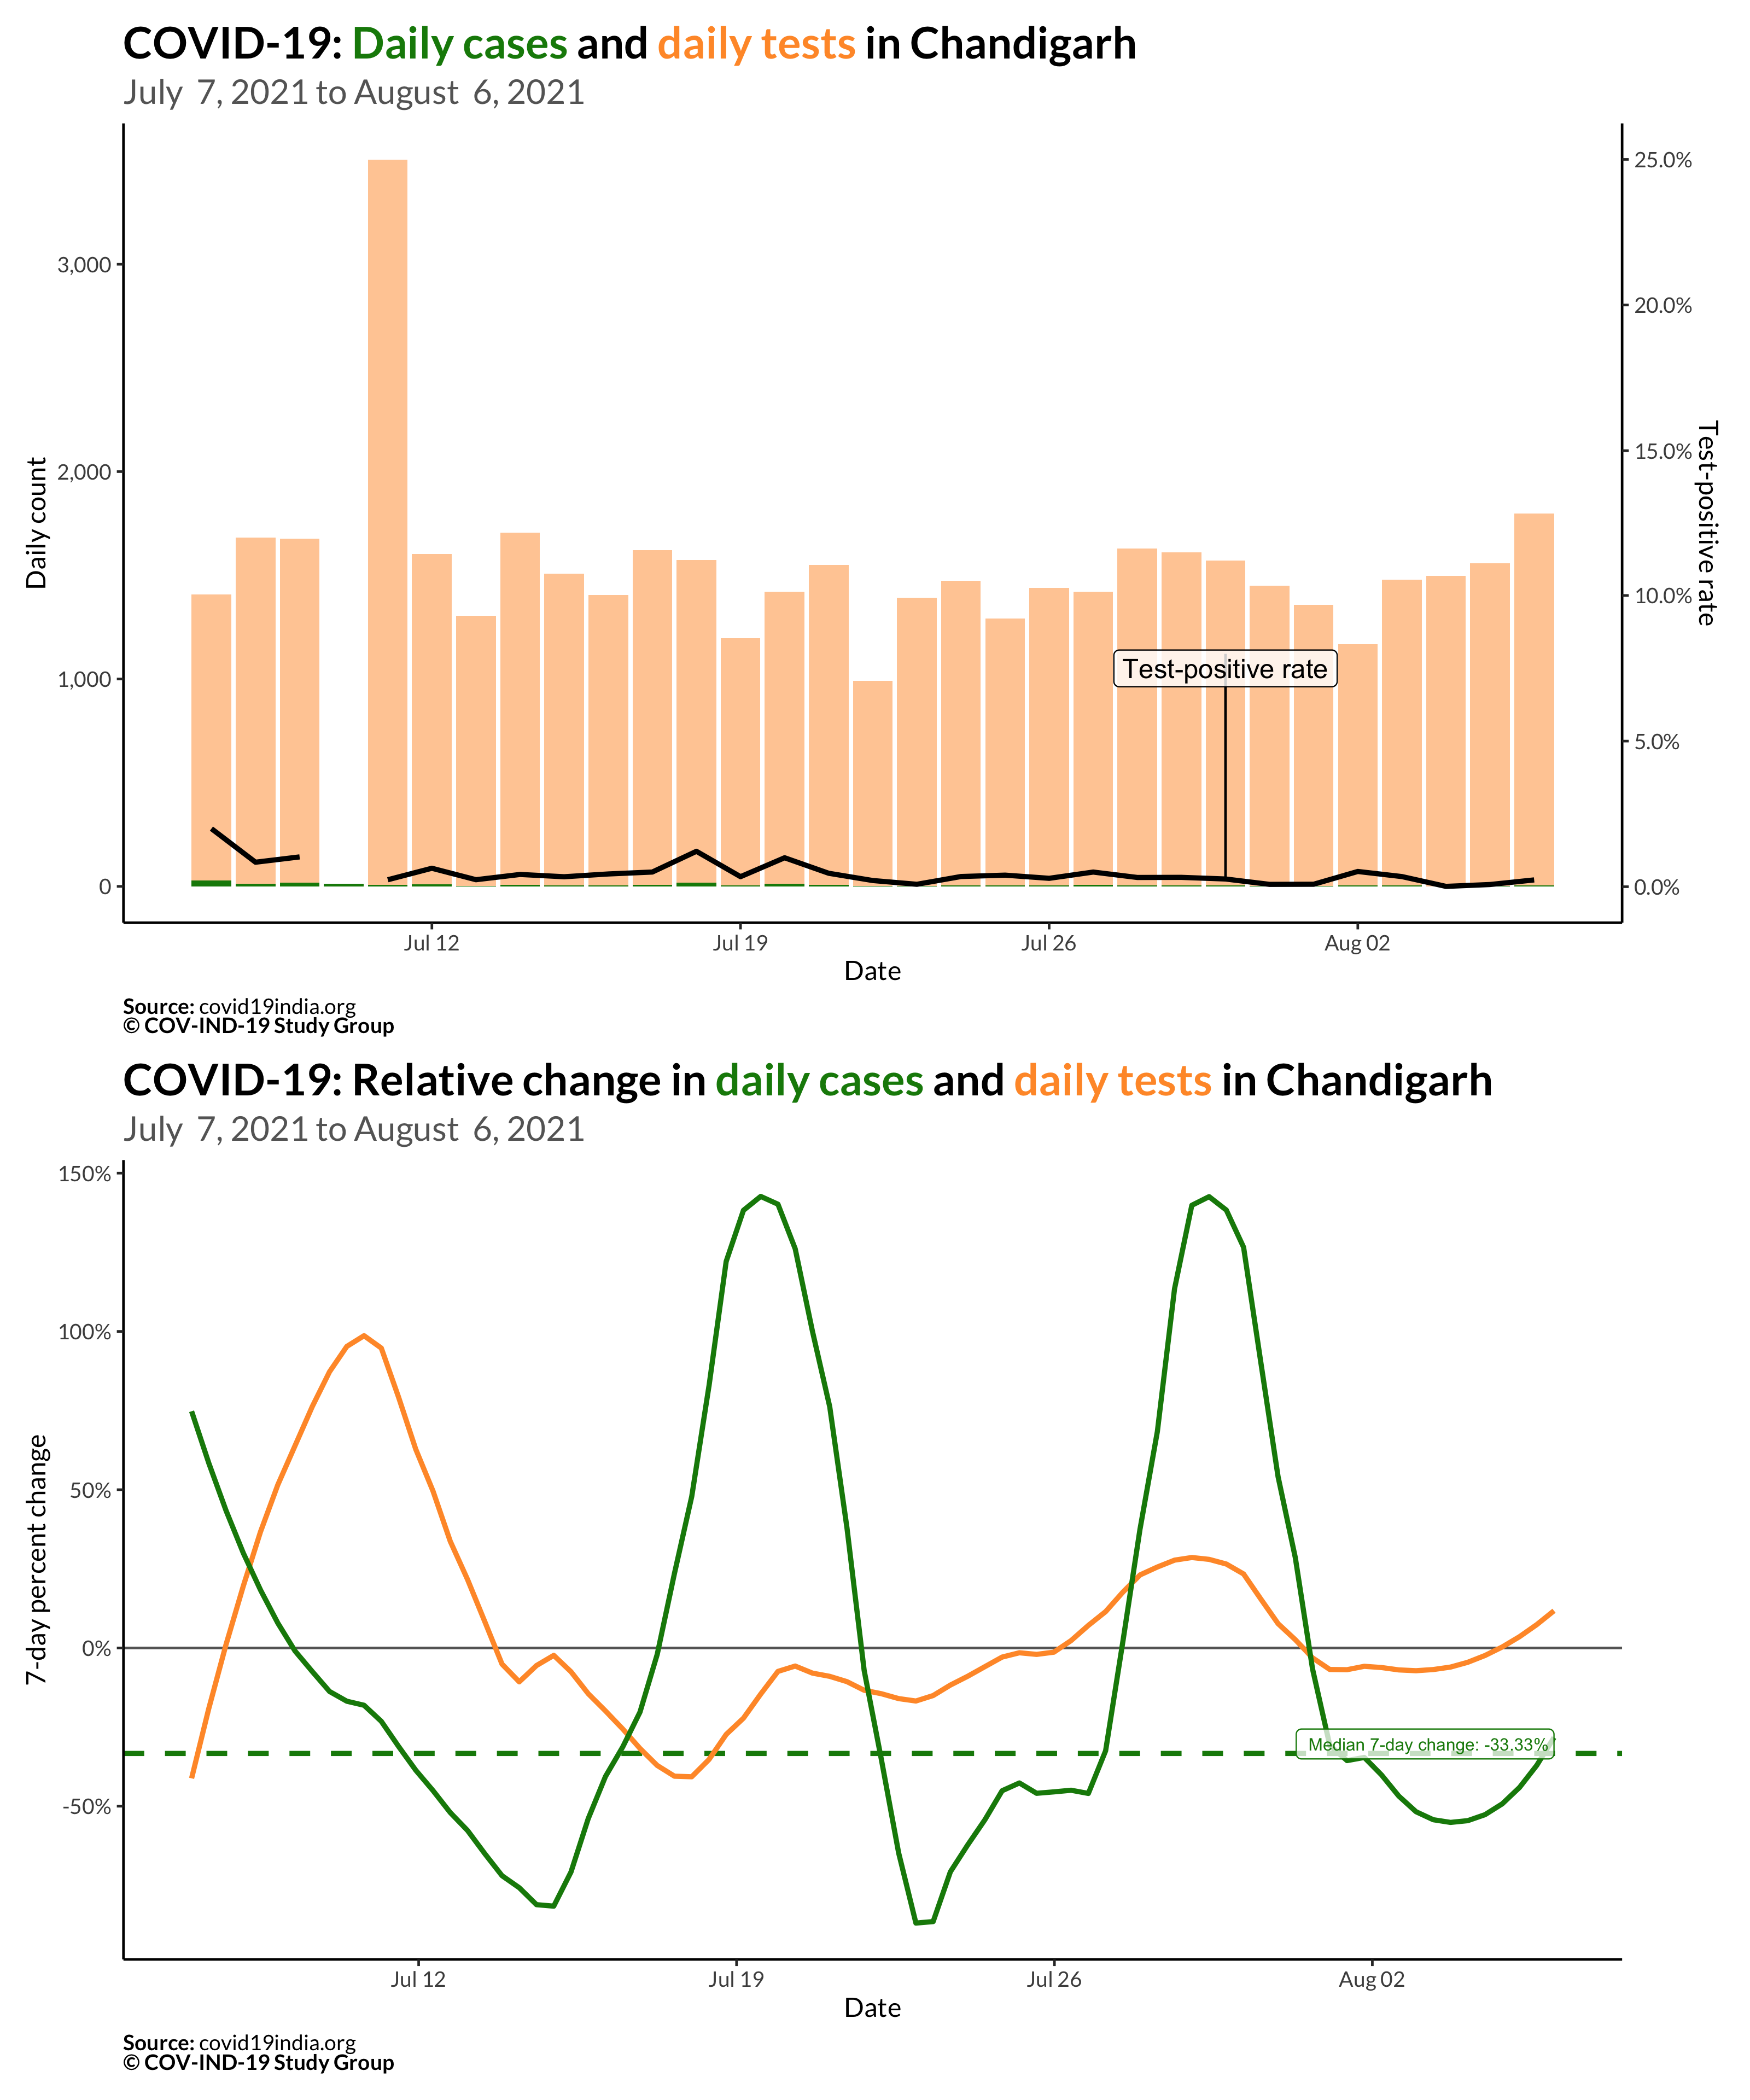 COVID-19: Daily cases and daily tests in Chandigarh
July  7, 2021 to August  6, 2021
Daily count
3,000
2,000
1,000
0
25.0%
20.0%
15.0%
10.0%
5.0%
0.0%
Test-positive rate
Test-positive rate
Jul 12
Jul 19
Jul 26
Aug 02
Date
Source: covid19india.org
© COV-IND-19 Study Group
COVID-19: Relative change in daily cases and daily tests in Chandigarh
July  7, 2021 to August  6, 2021
7-day percent change
150%
100%
50%
0%
-50%
Median 7-day change: -33.33%
Jul 12
Jul 19
Jul 26
Aug 02
Date
Source: covid19india.org
© COV-IND-19 Study Group